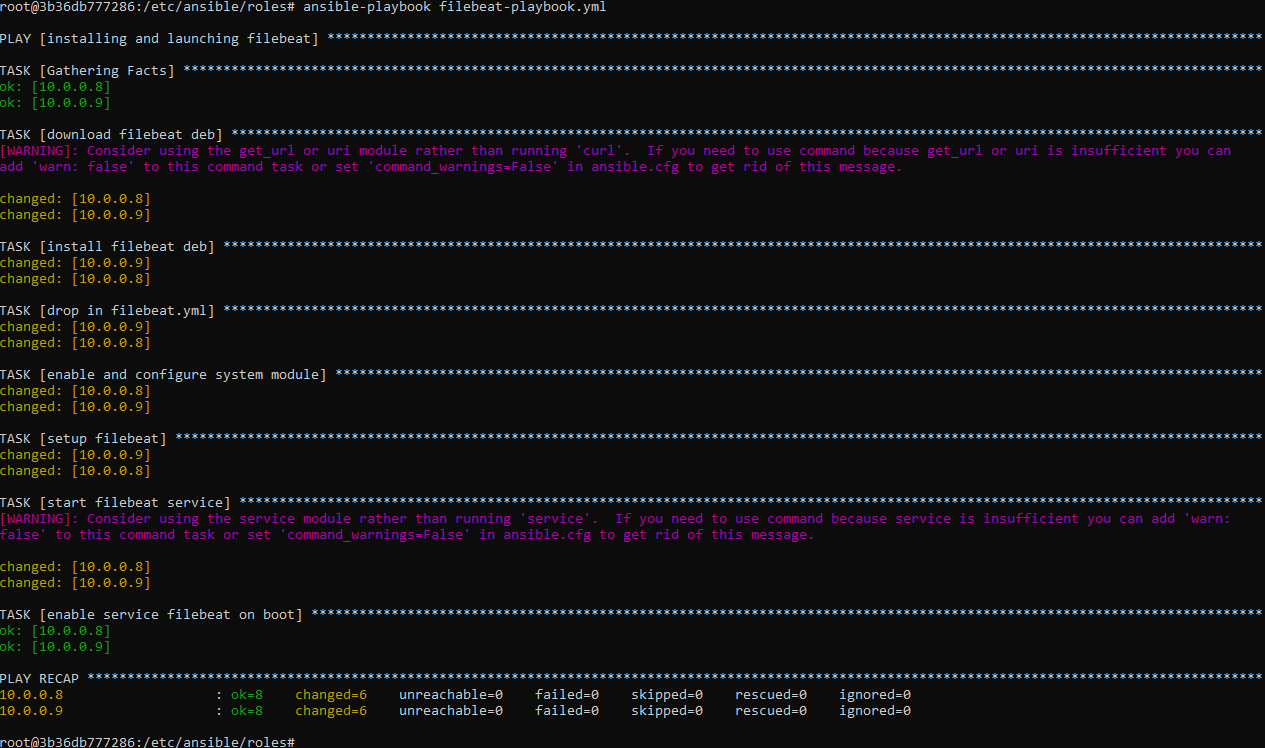 root@3b36db777286:/etc/ansible/roles# ansible-playbook filebeat-playbook.yml
PLAY [installing and launching filebeat] *********************************************************************************************************************
TASK [Gathering Facts] ***************************************************************************************************************************************
ok: [10.0.0.8]
ok: [10.0.0.9]
TASK [download filebeat deb] *********************************************************************************************************************************
[WARNING]: Consider using the get_url or uri module rather than running 'curl'.  If you need to use command because get_url or uri is insufficient you can
add 'warn: false' to this command task or set 'command_warnings=False' in ansible.cfg to get rid of this message.
changed: [10.0.0.8]
changed: [10.0.0.9]
TASK [install filebeat deb] **********************************************************************************************************************************
changed: [10.0.0.9]
changed: [10.0.0.8]
TASK [drop in filebeat.yml] **********************************************************************************************************************************
changed: [10.0.0.9]
changed: [10.0.0.8]
TASK [enable and configure system module] ********************************************************************************************************************
changed: [10.0.0.8]
changed: [10.0.0.9]
TASK [setup filebeat] ****************************************************************************************************************************************
changed: [10.0.0.9]
changed: [10.0.0.8]
TASK [start filebeat service] ********************************************************************************************************************************
[WARNING]: Consider using the service module rather than running 'service'.  If you need to use command because service is insufficient you can add 'warn:
false' to this command task or set 'command_warnings=False' in ansible.cfg to get rid of this message.
changed: [10.0.0.8]
changed: [10.0.0.9]
TASK [enable service filebeat on boot] ***********************************************************************************************************************
ok: [10.0.0.8]
ok: [10.0.0.9]
PLAY RECAP ***************************************************************************************************************************************************
10.0.0.8                   : ok=8    changed=6    unreachable=0    failed=0    skipped=0    rescued=0    ignored=0
10.0.0.9                   : ok=8    changed=6    unreachable=0    failed=0    skipped=0    rescued=0    ignored=0
root@3b36db777286:/etc/ansible/roles#